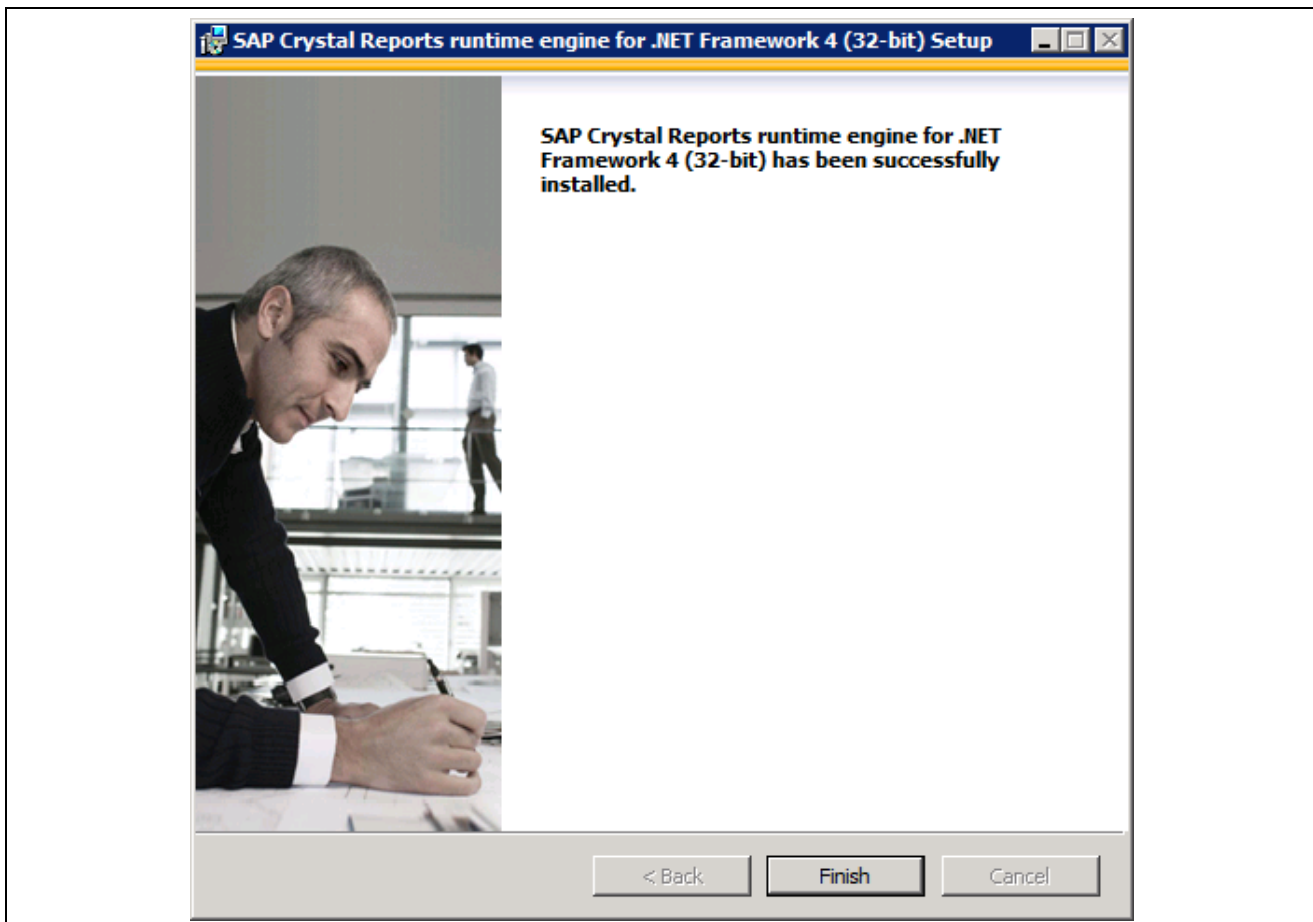 SAP Crystal Reports runtime engine for .NET Framework 4 (32-bit) Setup
SAP Crystal Reports runtime engine for .NET
Framework 4 (32-bit) has been successfully
installed.
< Back
Finish
Cancel